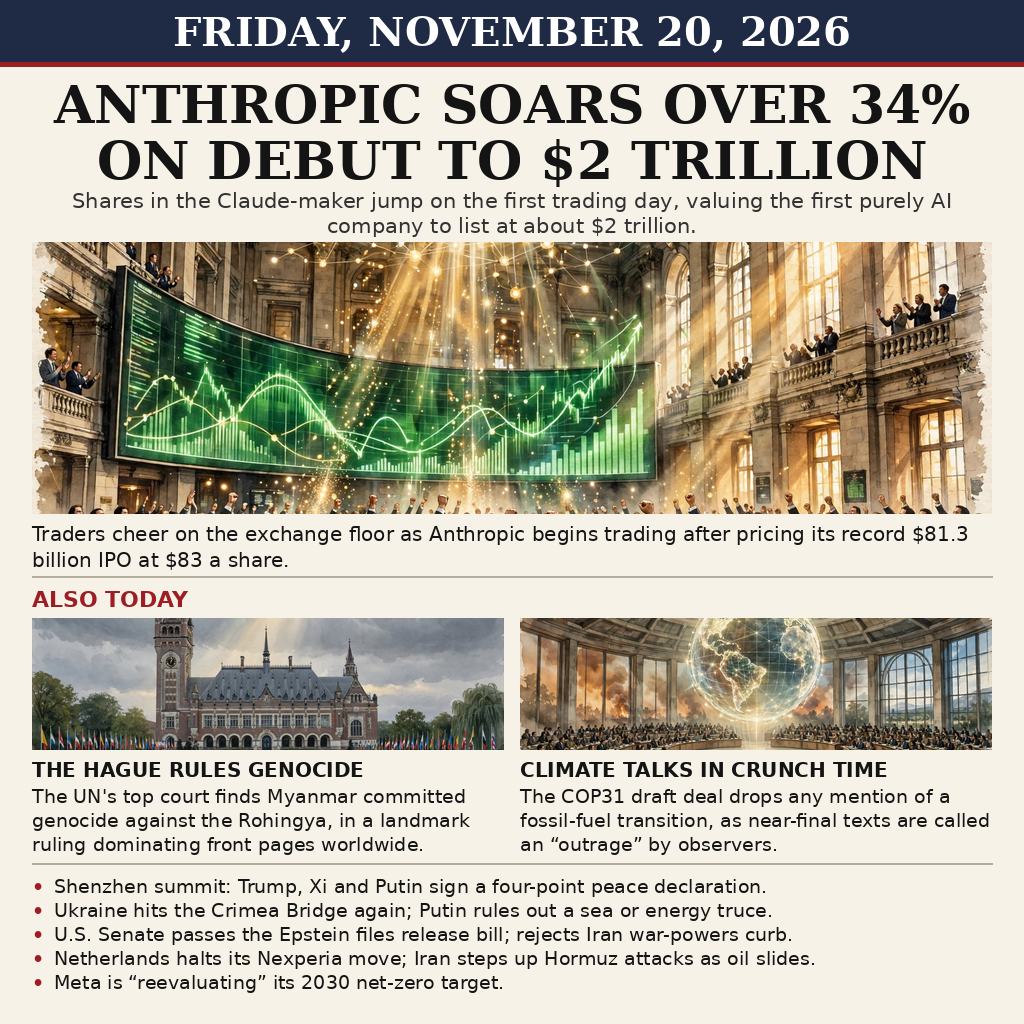 FRIDAY, NOVEMBER 20, 2026
ANTHROPIC SOARS OVER 34%
ON DEBUT TO $2 TRILLION
Shares in the Claude-maker jump on the first trading day, valuing the first purely AI
company to list at about $2 trillion.
Traders cheer on the exchange floor as Anthropic begins trading after pricing its record $81.3
billion IPO at $83 a share.
ALSO TODAY
THE HAGUE RULES GENOCIDE
The UN's top court finds Myanmar committed
genocide against the Rohingya, in a landmark
ruling dominating front pages worldwide.
CLIMATE TALKS IN CRUNCH TIME
The COP31 draft deal drops any mention of a
fossil-fuel transition, as near-final texts are called
an “outrage” by observers.
• Shenzhen summit: Trump, Xi and Putin sign a four-point peace declaration.
• Ukraine hits the Crimea Bridge again; Putin rules out a sea or energy truce.
• U.S. Senate passes the Epstein files release bill; rejects Iran war-powers curb.
• Netherlands halts its Nexperia move; Iran steps up Hormuz attacks as oil slides.
• Meta is “reevaluating” its 2030 net-zero target.